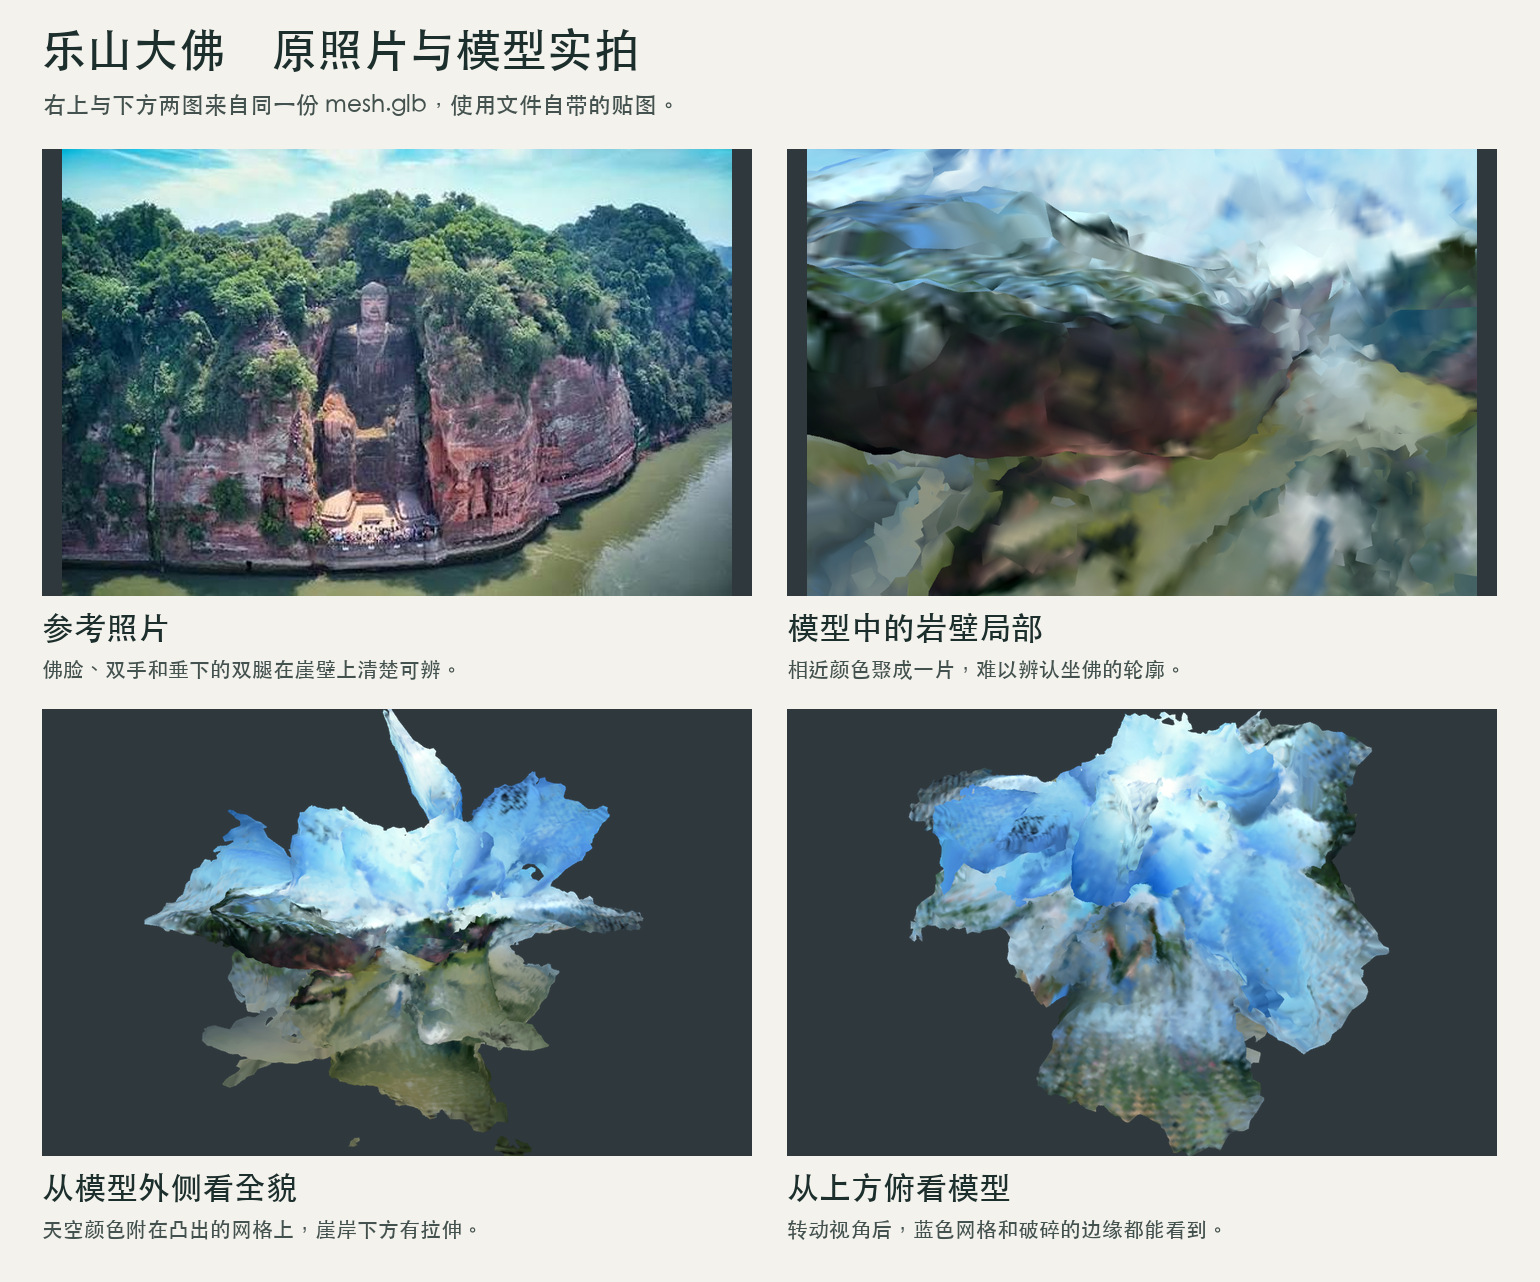 乐山大佛　原照片与模型实拍
右上与下方两图来自同一份 mesh.glb，使用文件自带的贴图。
参考照片
佛脸、双手和垂下的双腿在崖壁上清楚可辨。
模型中的岩壁局部
相近颜色聚成一片，难以辨认坐佛的轮廓。
从模型外侧看全貌
天空颜色附在凸出的网格上，崖岸下方有拉伸。
从上方俯看模型
转动视角后，蓝色网格和破碎的边缘都能看到。